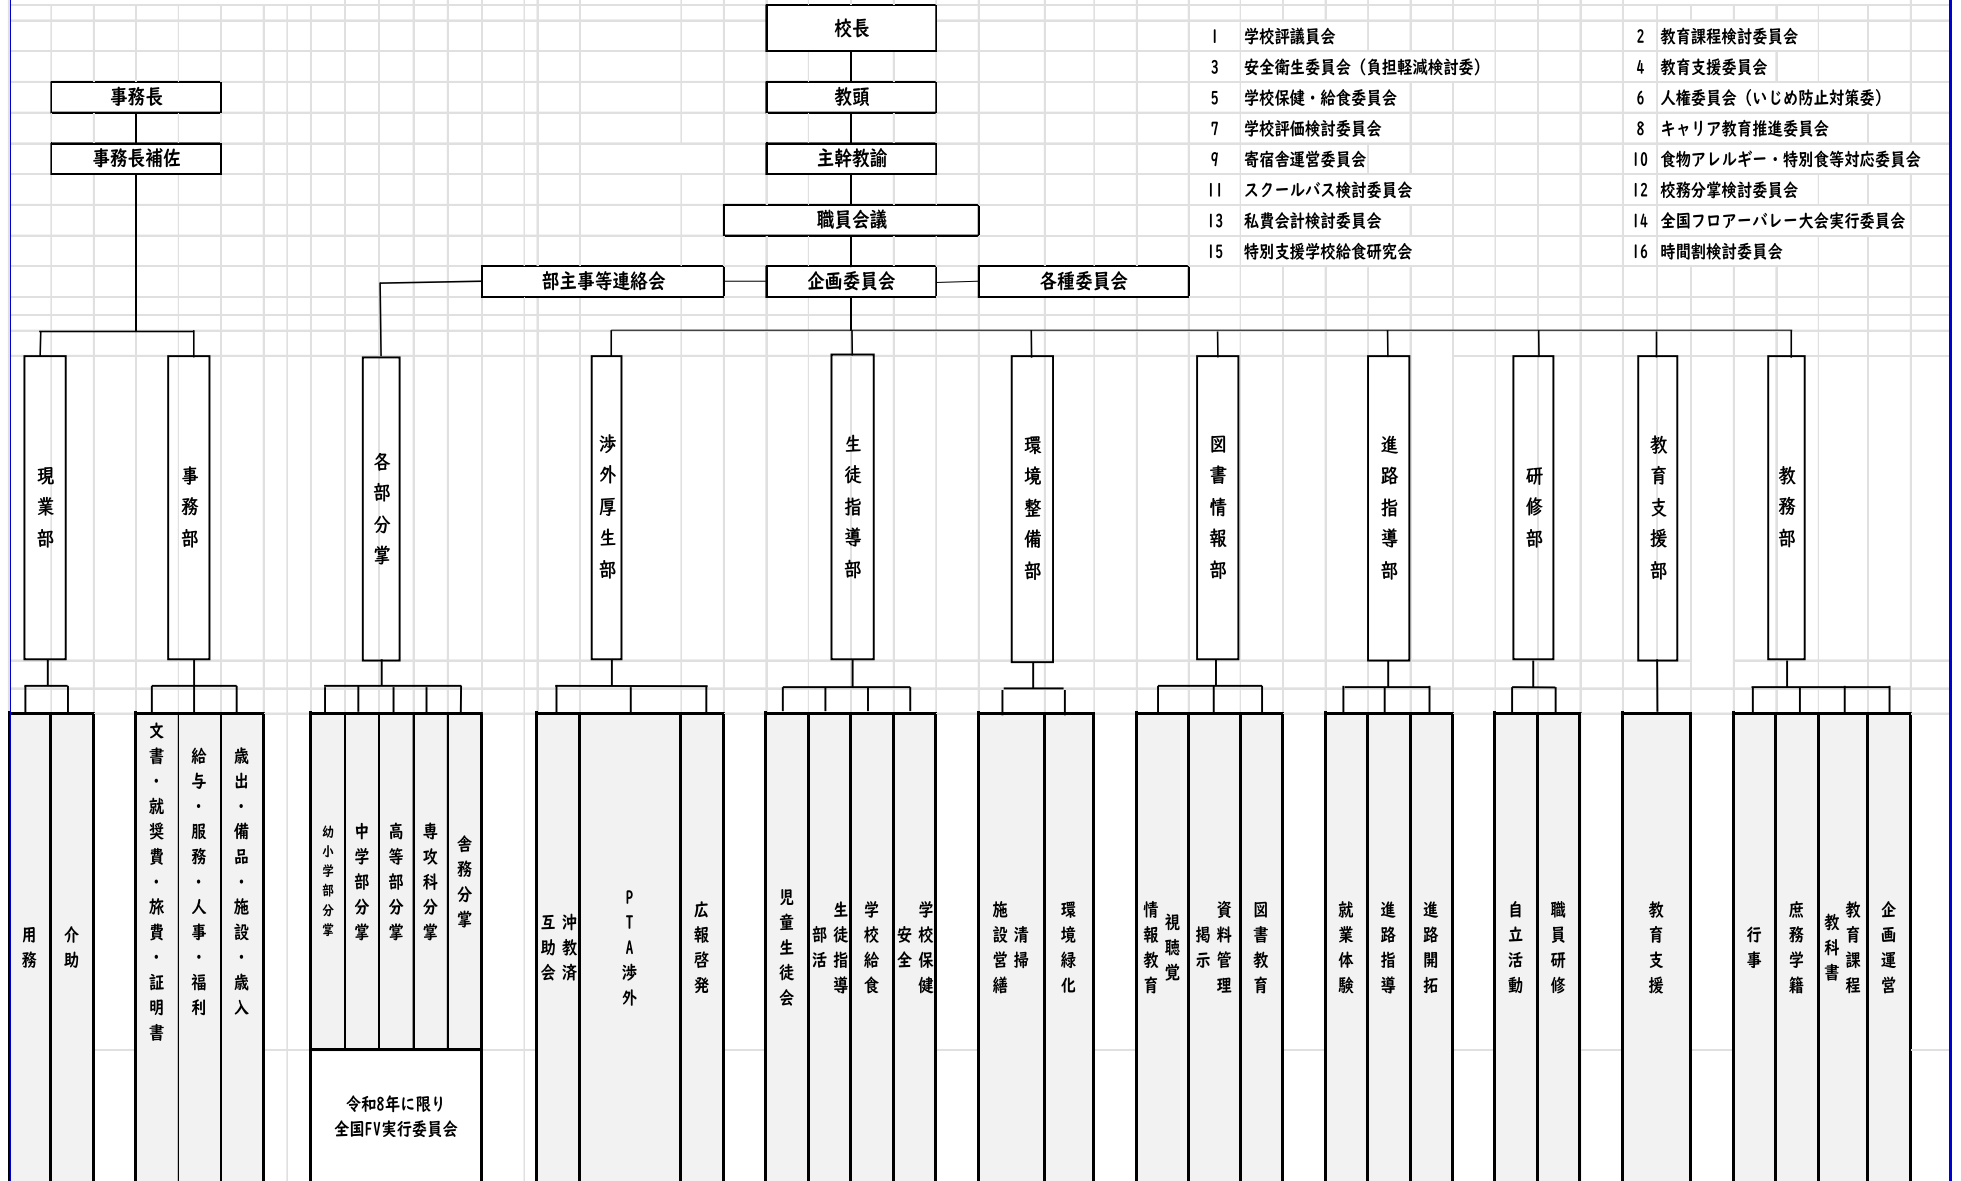 校長
1 学校評議員会
2 教育課程検討委員会
3 安全衛生委員会（負担軽減検討委）
4 教育支援委員会
事務長
教頭
5 学校保健・給食委員会
6 人権委員会（いじめ防止対策委）
7 学校評価検討委員会
8 キャリア教育推進委員会
事務長補佐
主幹教諭
9 寄宿舎運営委員会
10 食物アレルギー・特別食等対応委員会
11 スクールバス検討委員会
12 校務分掌検討委員会
職員会議
13 私費会計検討委員会
14 全国フロアーバレー大会実行委員会
15 特別支援学校給食研究会
16 時間割検討委員会
部主事等連絡会
企画委員会
各種委員会
現業部
事務部
各部分掌
渉外厚生部
生徒指導部
環境整備部
図書情報部
進路指導部
研修部
教育支援部
教務部
用務
介助
文書・就奨費・旅費・証明書
給与・服務・人事・福利
歳出・備品・施設・歳入
幼小学部分掌
中学部分掌
高等部分掌
専攻科分掌
舎務分掌
沖教済
互助会
PTA渉外
広報啓発
児童生徒会
生徒指導
部活
学校給食
学校保健
安全
清掃
施設営繕
環境緑化
視聴覚
情報教育
資料管理
掲示
図書教育
就業体験
進路指導
進路開拓
自立活動
職員研修
教育支援
行事
庶務学籍
教育課程
教科書
企画運営
令和8年に限り
全国FV実行委員会